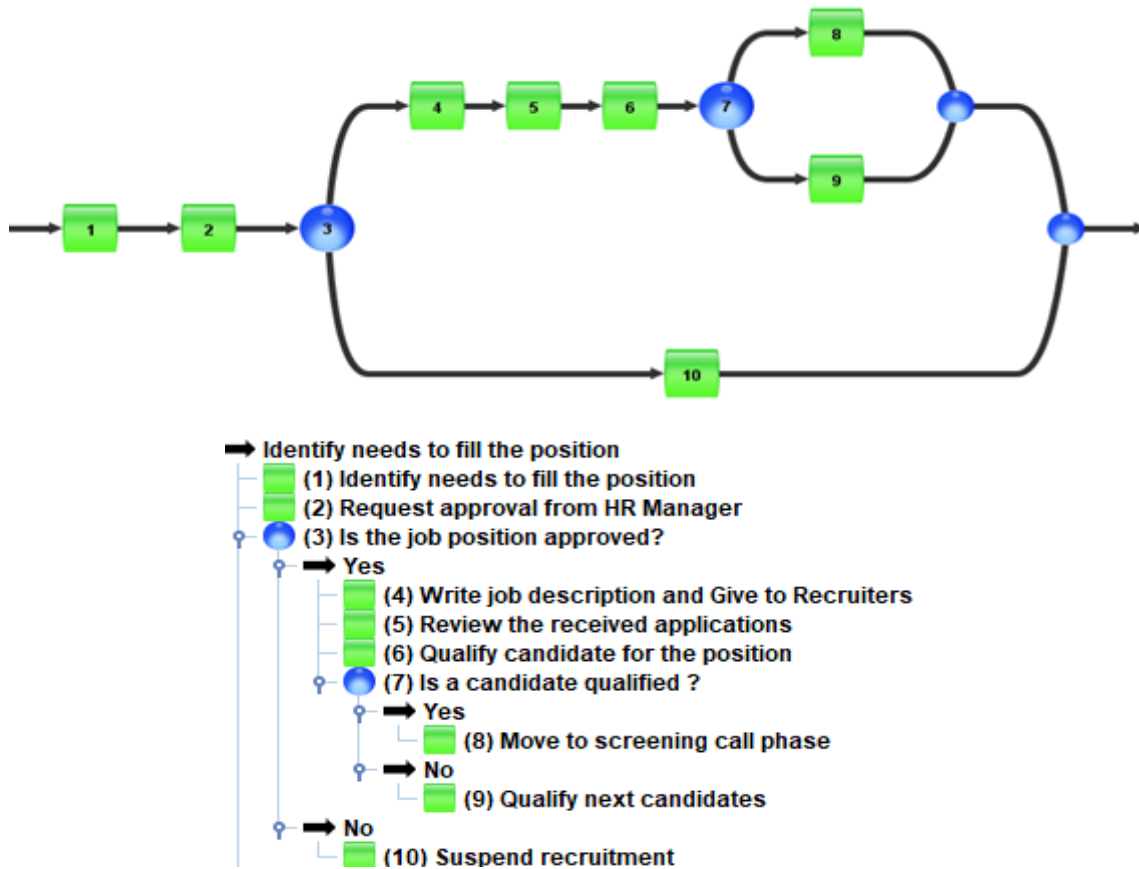 8
4 5 6 7
9
1 2 3
10
Identify needs to fill the position
(1) Identify needs to fill the position
(2) Request approval from HR Manager
(3) Is the job position approved?
Yes
(4) Write job description and Give to Recruiters
(5) Review the received applications
(6) Qualify candidate for the position
(7) Is a candidate qualified ?
Yes
(8) Move to screening call phase
No
(9) Qualify next candidates
No
(10) Suspend recruitment